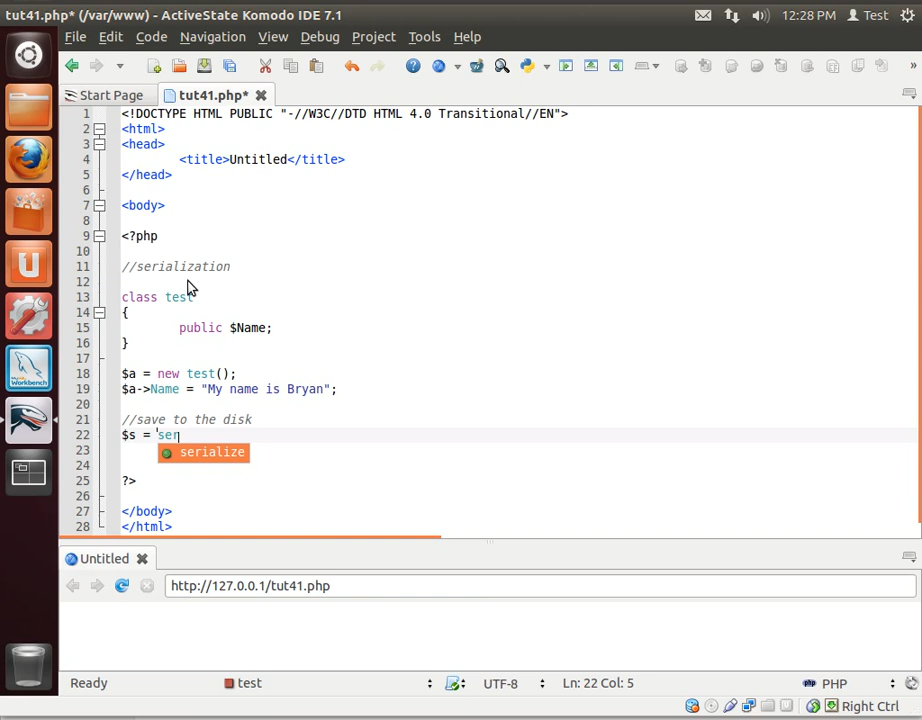 tut41.php* (/var/www) - ActiveState Komodo IDE 7.1
12:28 PM Test
File Edit Code Navigation View Debug Project Tools Help
Start Page tut41.php*
1 <!DOCTYPE HTML PUBLIC "-//W3C//DTD HTML 4.0 Transitional//EN">
2 <html>
3 <head>
4 <title>Untitled</title>
5 </head>
6
7 <body>
8
9 <?php
10
11 //serialization
12
13 class test
14 {
15 public $Name;
16 }
17
18 $a = new test();
19 $a->Name = "My name is Bryan";
20
21 //save to the disk
22 $s = ser
23 serialize
24
25 ?>
26
27 </body>
28 </html>
Untitled
http://127.0.0.1/tut41.php
Ready test UTF-8 Ln: 22 Col: 5 PHP
Right Ctrl